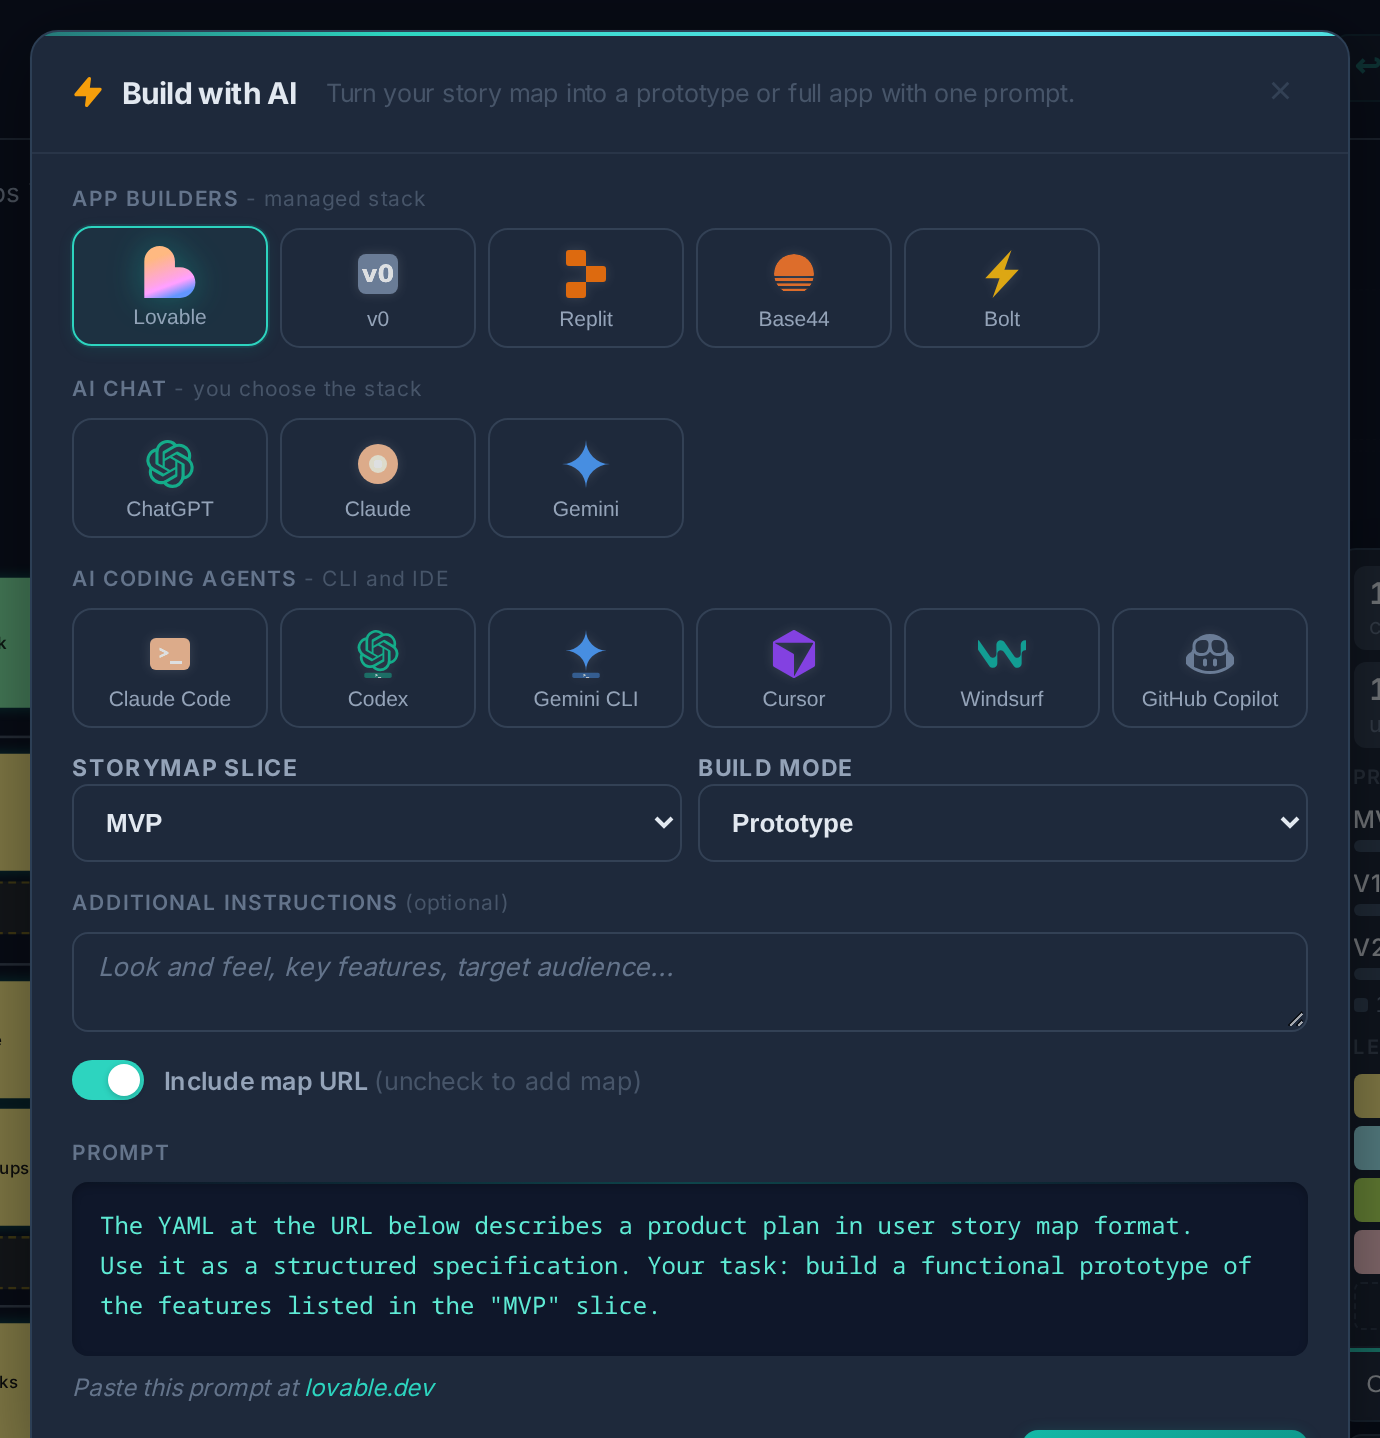 Build with AI Turn your story map into a prototype or full app with one prompt.
APP BUILDERS - managed stack
Lovable
v0
v0
Replit
Base44
Bolt
AI CHAT - you choose the stack
ChatGPT
Claude
Gemini
AI CODING AGENTS - CLI and IDE
>_
Claude Code
Codex
Gemini CLI
Cursor
Windsurf
GitHub Copilot
STORYMAP SLICE
MVP
BUILD MODE
Prototype
ADDITIONAL INSTRUCTIONS (optional)
Look and feel, key features, target audience...
Include map URL (uncheck to add map)
PROMPT
The YAML at the URL below describes a product plan in user story map format.
Use it as a structured specification. Your task: build a functional prototype of
the features listed in the "MVP" slice.
Paste this prompt at lovable.dev
V1
V2